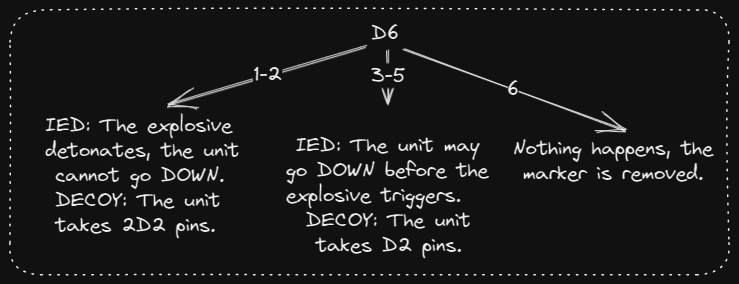 D6
1-2
3-5
6
IED: The explosive
detonates, the unit
cannot go DOWN.
DECOY: The unit
takes 2D2 pins.
IED: The unit may
go DOWN before the
explosive triggers.
DECOY: The unit
takes D2 pins.
Nothing happens, the
marker is removed.